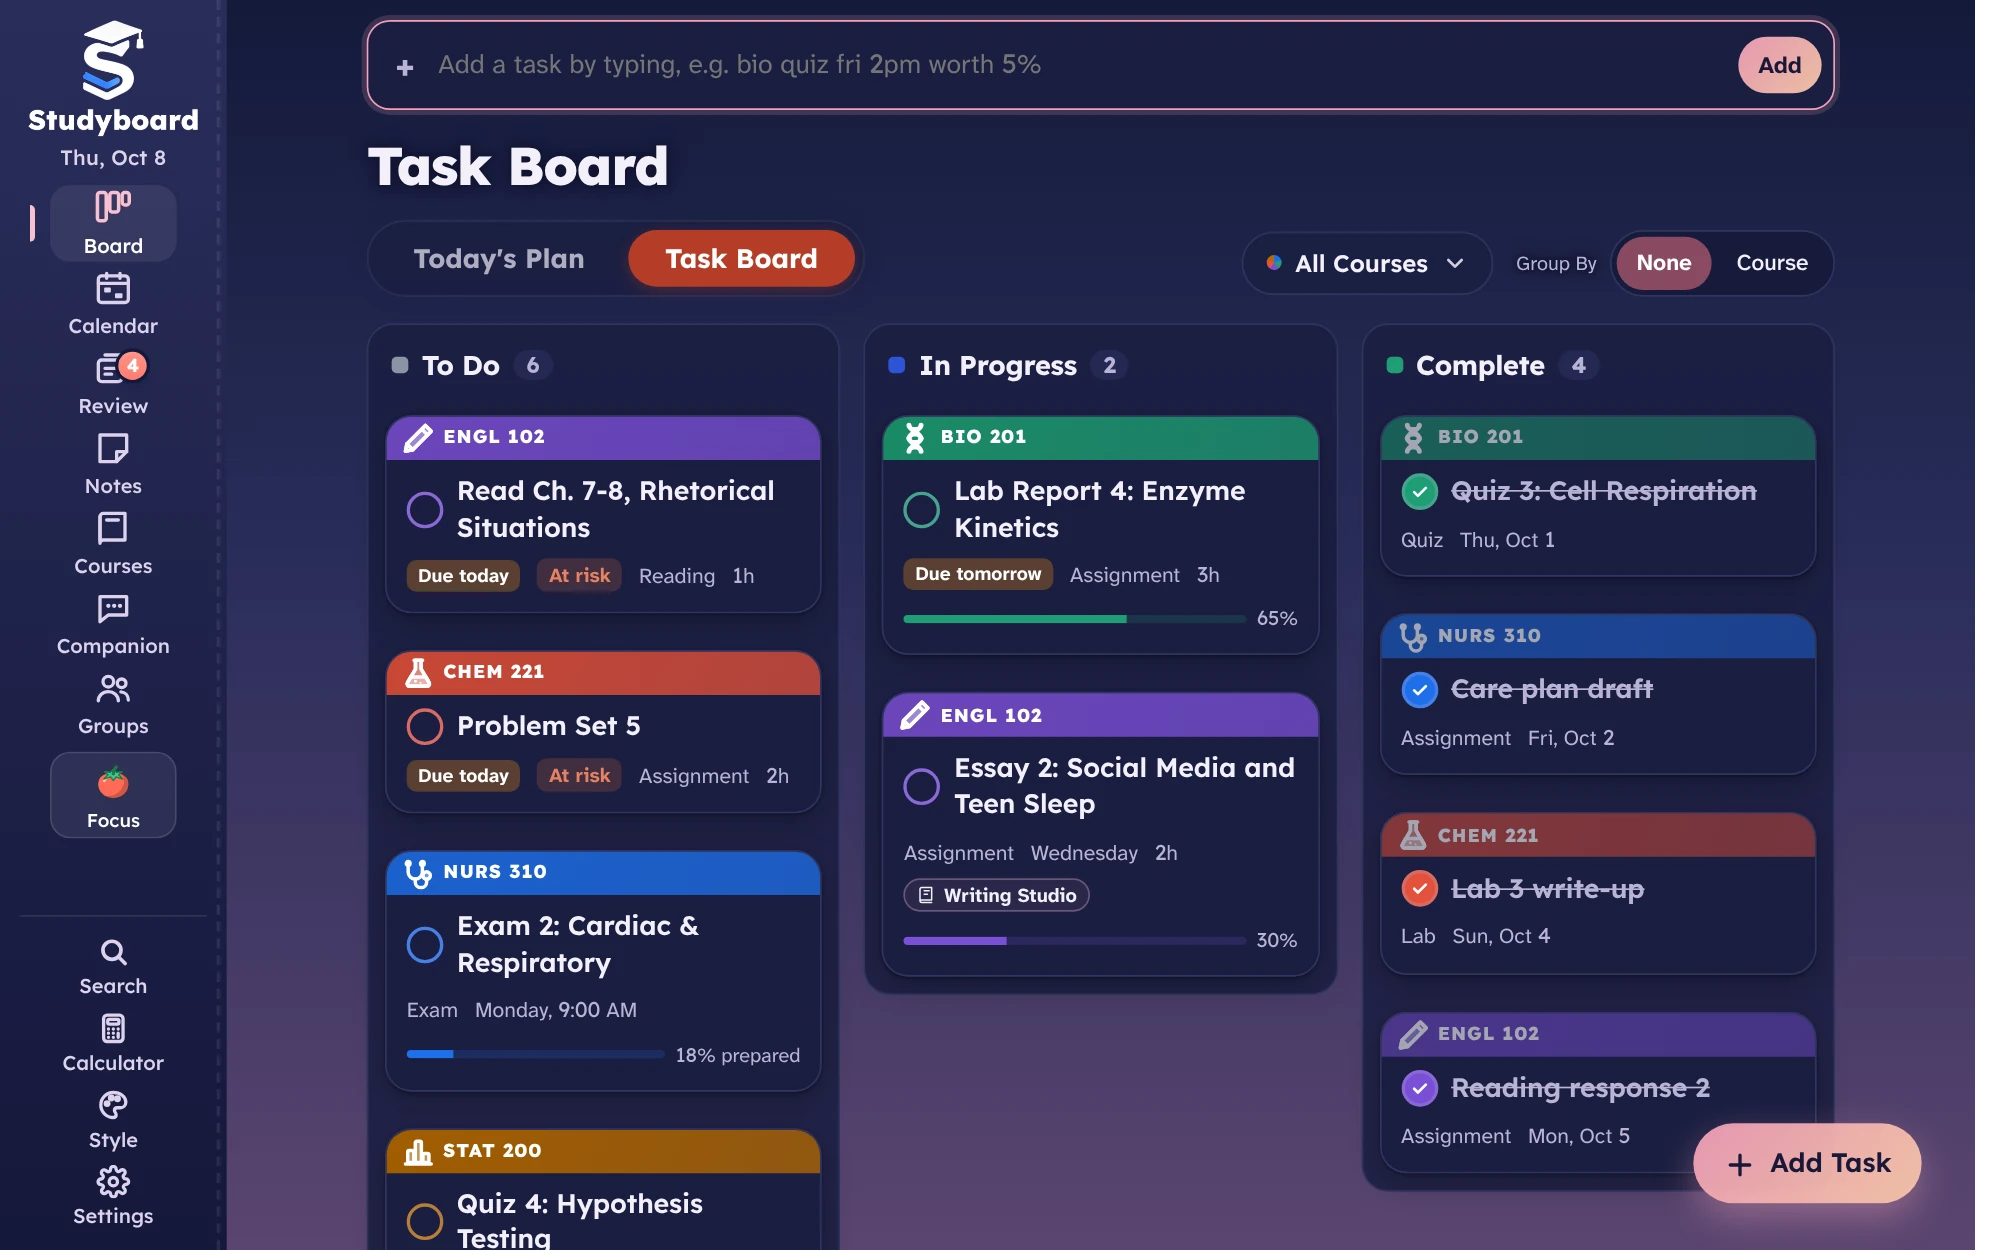 Studyboard
Thu, Oct 8
Board
Calendar
4
Review
Notes
Courses
Companion
Groups
Focus
Search
Calculator
Style
Settings
+ Add a task by typing, e.g. bio quiz fri 2pm worth 5%
Add
Task Board
Today's Plan
Task Board
All Courses
Group By
None
Course
To Do 6
ENGL 102
Read Ch. 7-8, Rhetorical
Situations
Due today At risk Reading 1h
CHEM 221
Problem Set 5
Due today At risk Assignment 2h
NURS 310
Exam 2: Cardiac &
Respiratory
Exam Monday, 9:00 AM
18% prepared
STAT 200
Quiz 4: Hypothesis
Testing
In Progress 2
BIO 201
Lab Report 4: Enzyme
Kinetics
Due tomorrow Assignment 3h
65%
ENGL 102
Essay 2: Social Media and
Teen Sleep
Assignment Wednesday 2h
Writing Studio
30%
Complete 4
BIO 201
Quiz 3: Cell Respiration
Quiz Thu, Oct 1
NURS 310
Care plan draft
Assignment Fri, Oct 2
CHEM 221
Lab 3 write-up
Lab Sun, Oct 4
ENGL 102
Reading response 2
Assignment Mon, Oct 5
+ Add Task